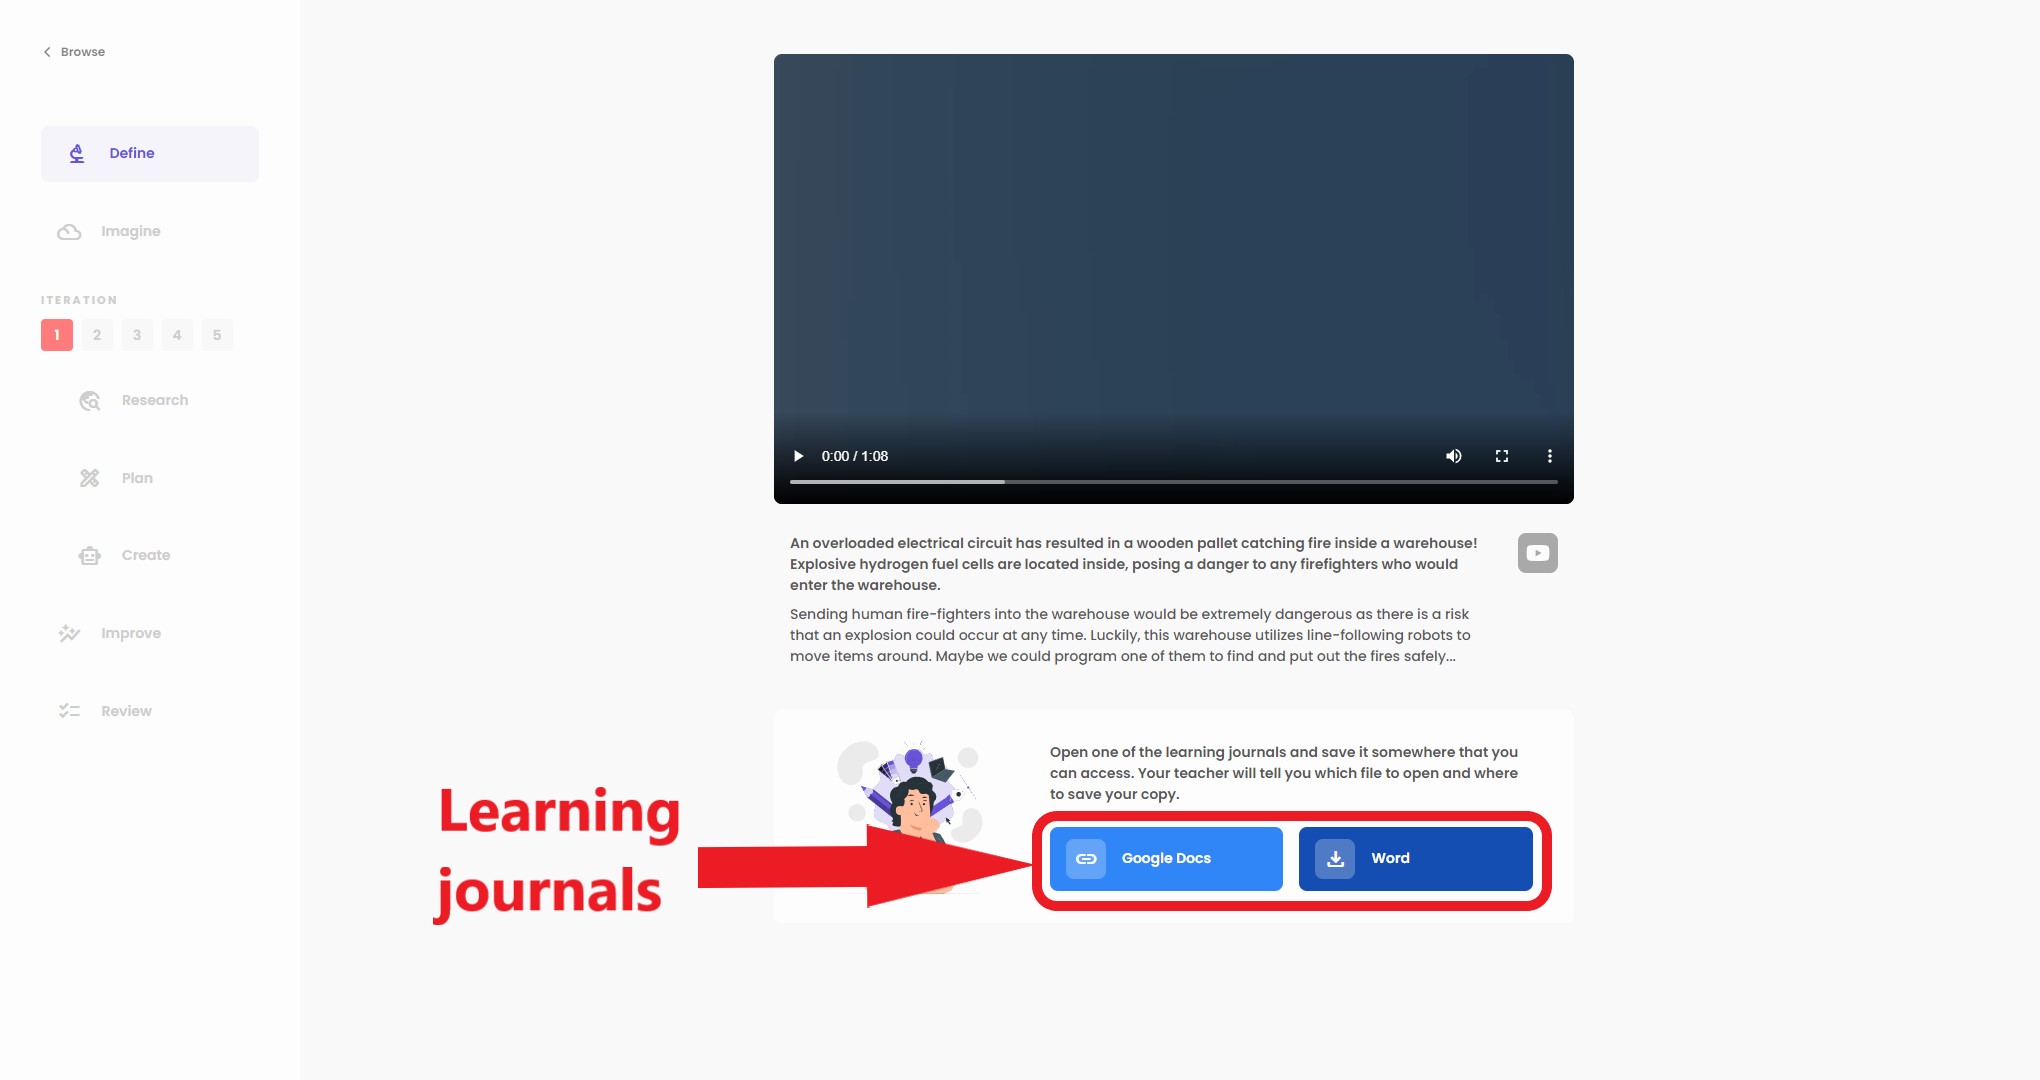 Browse
Define
Imagine
ITERATION
1 2 3 4 5
Research
Plan
Create
Improve
Review
0:00 / 1:08
An overloaded electrical circuit has resulted in a wooden pallet catching fire inside a warehouse!
Explosive hydrogen fuel cells are located inside, posing a danger to any firefighters who would
enter the warehouse.
Sending human fire-fighters into the warehouse would be extremely dangerous as there is a risk
that an explosion could occur at any time. Luckily, this warehouse utilizes line-following robots to
move items around. Maybe we could program one of them to find and put out the fires safely...
Open one of the learning journals and save it somewhere that you
can access. Your teacher will tell you which file to open and where
to save your copy.
Google Docs
Word
Learning
journals